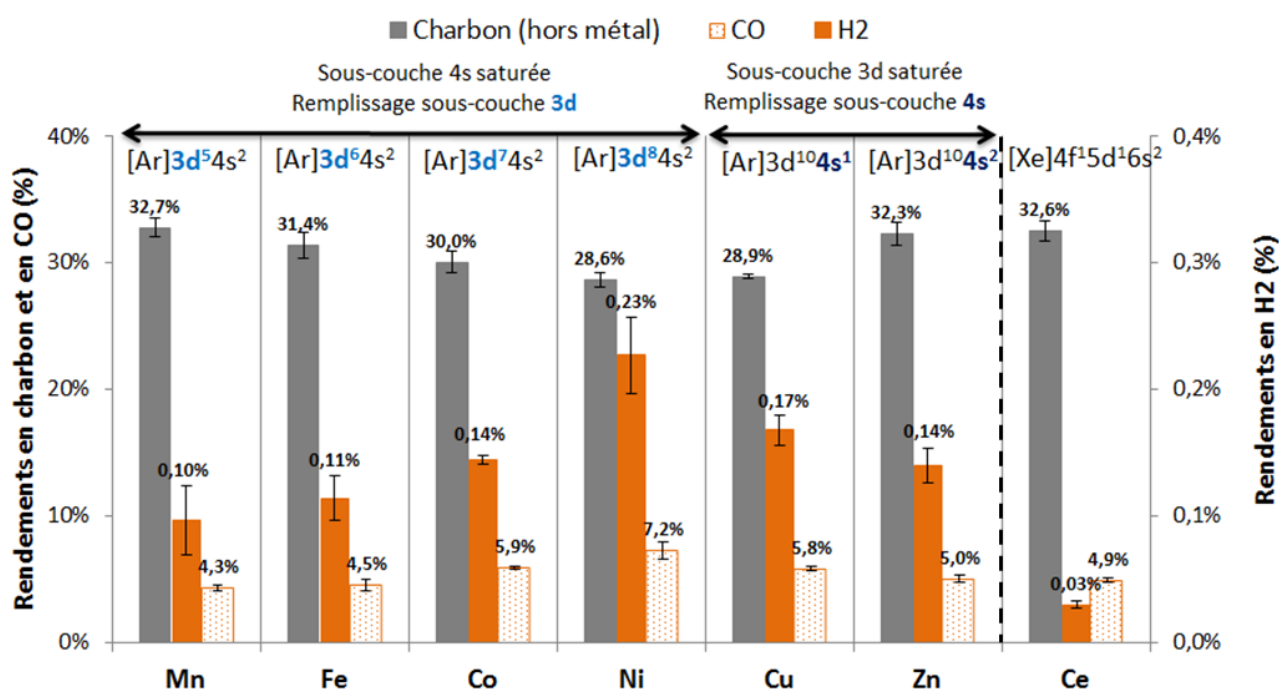 Charbon (hors métal) CO H2
Sous-couche 4s saturée
Remplissage sous-couche 3d
Sous-couche 3d saturée
Remplissage sous-couche 4s
Rendements en charbon et en CO (%)
40%
30%
20%
10%
0%
[Ar]3d⁵4s²
[Ar]3d⁶4s²
[Ar]3d⁷4s²
[Ar]3d⁸4s²
[Ar]3d¹⁰4s¹
[Ar]3d¹⁰4s²
[Xe]4f¹5d¹6s²
32,7%
0,10%
4,3%
31,4%
0,11%
4,5%
30,0%
0,14%
5,9%
28,6%
0,23%
7,2%
28,9%
0,17%
5,8%
32,3%
0,14%
5,0%
32,6%
0,03%
4,9%
0,4%
0,3%
0,2%
0,1%
0,0%
Rendements en H2 (%)
Mn Fe Co Ni Cu Zn Ce